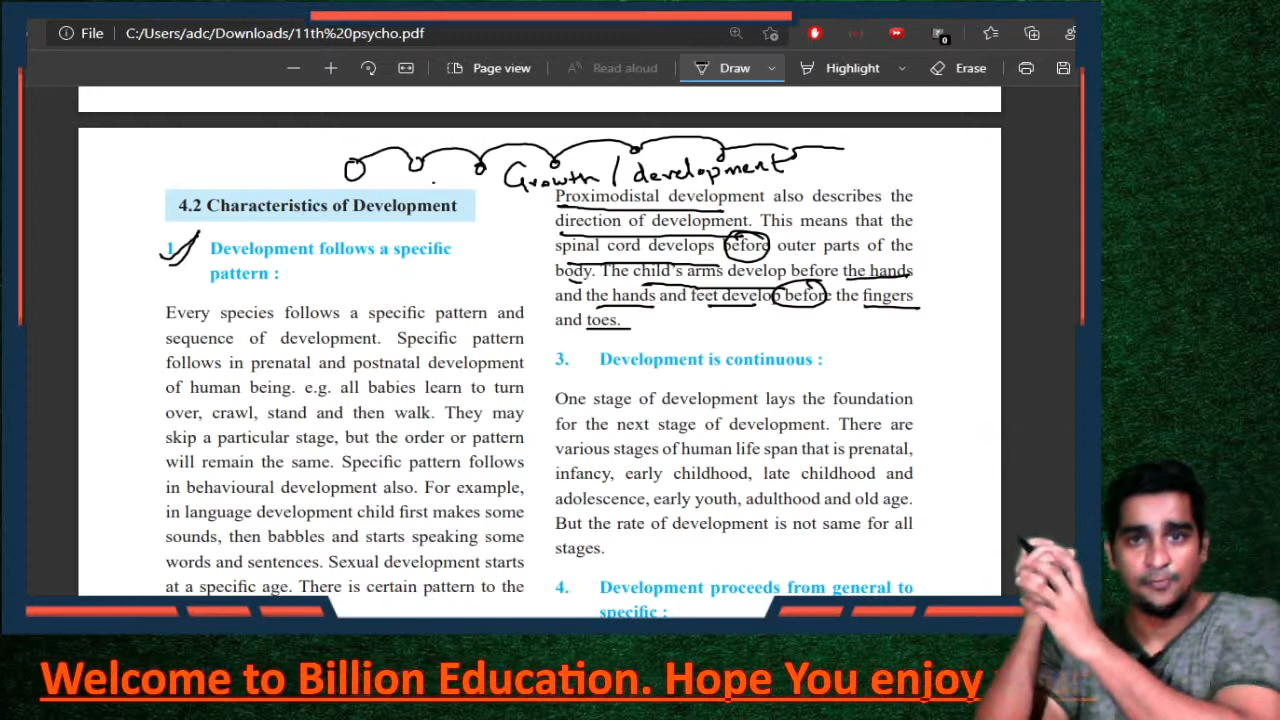 File C:/Users/adc/Downloads/11th%20psycho.pdf
0
Page view
Read aloud
Draw
Highlight
Erase
Growth / development
4.2 Characteristics of Development
1. Development follows a specific
pattern :
Every species follows a specific pattern and
sequence of development. Specific pattern
follows in prenatal and postnatal development
of human being. e.g. all babies learn to turn
over, crawl, stand and then walk. They may
skip a particular stage, but the order or pattern
will remain the same. Specific pattern follows
in behavioural development also. For example,
in language development child first makes some
sounds, then babbles and starts speaking some
words and sentences. Sexual development starts
at a specific age. There is certain pattern to the
Proximodistal development also describes the
direction of development. This means that the
spinal cord develops before outer parts of the
body. The child's arms develop before the hands
and the hands and feet develop before the fingers
and toes.
3. Development is continuous :
One stage of development lays the foundation
for the next stage of development. There are
various stages of human life span that is prenatal,
infancy, early childhood, late childhood and
adolescence, early youth, adulthood and old age.
But the rate of development is not same for all
stages.
4. Development proceeds from general to
specific :
Welcome to Billion Education. Hope You enjoy